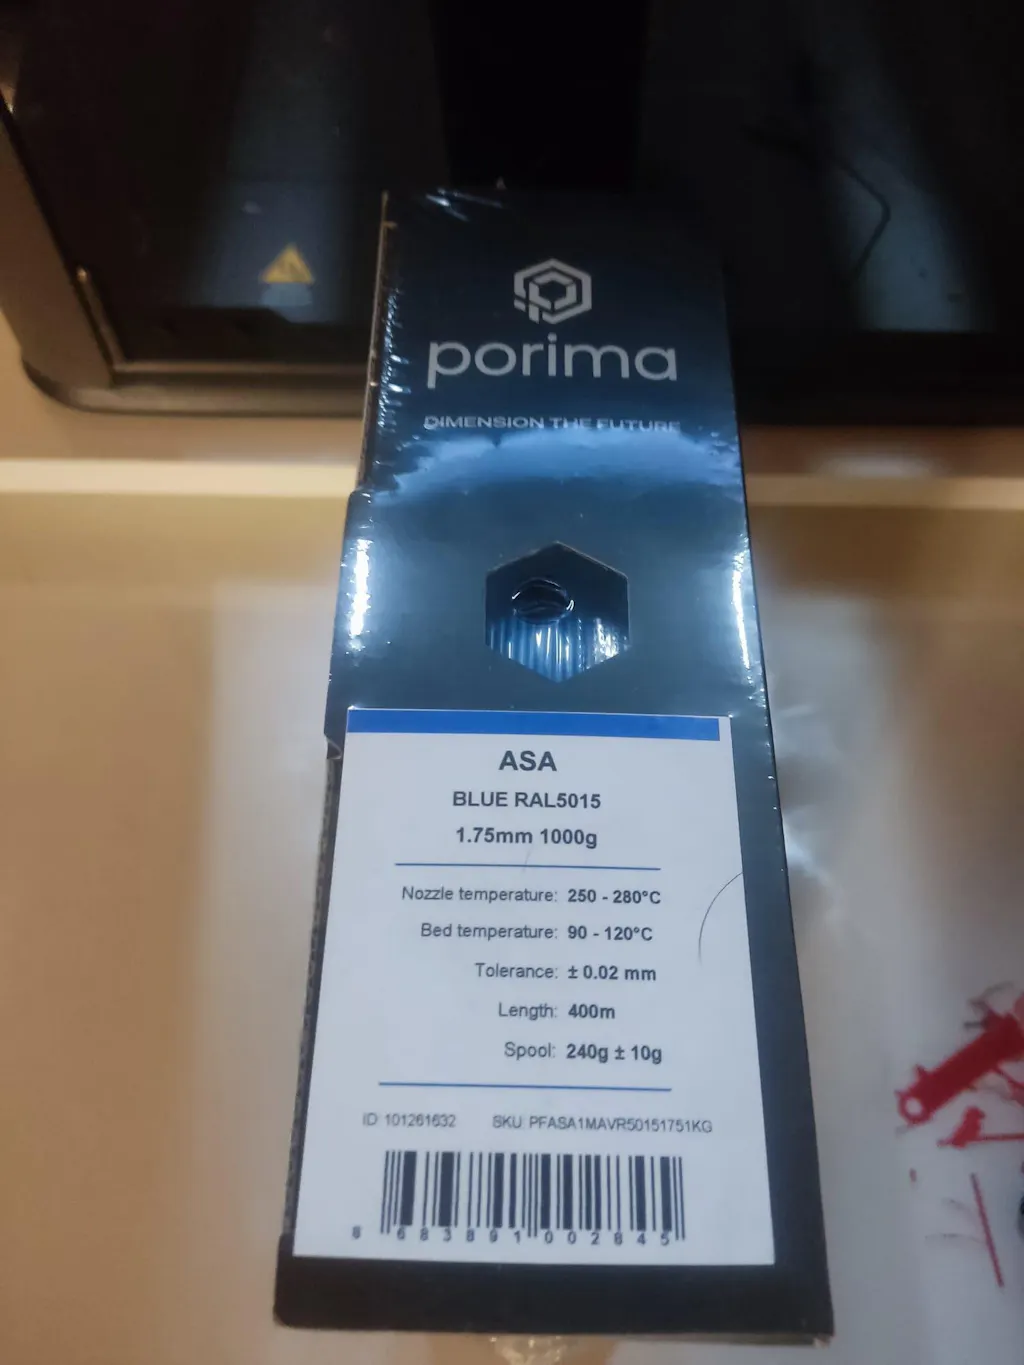 porima
DIMENSION THE FUTURE
ASA
BLUE RAL5015
1.75mm 1000g
Nozzle temperature: 250 - 280°C
Bed temperature: 90 - 120°C
Tolerance: ± 0.02 mm
Length: 400m
Spool: 240g ± 10g
ID: 101261632 SKU: PFASA1MAVR50151751KG
8 683891 002845